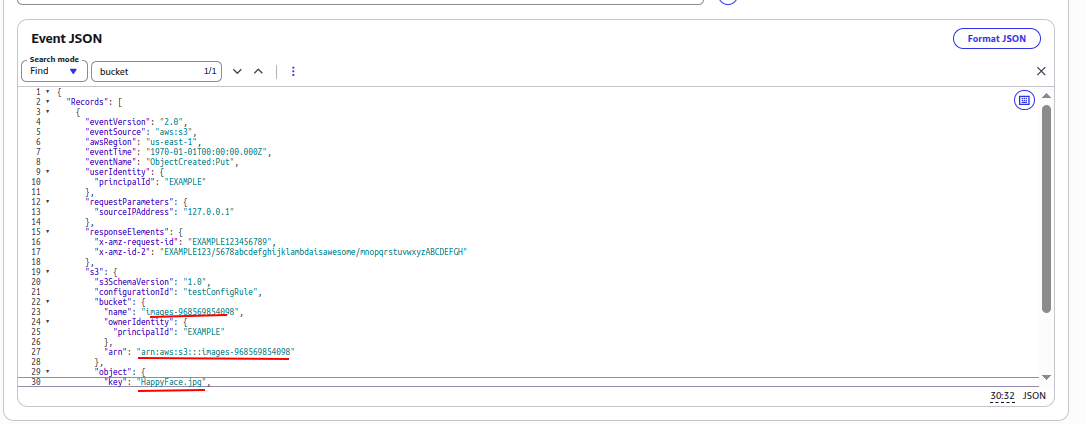 Event JSON
Format JSON
Search mode
Find
bucket 1/1
1 {
2 "Records": [
3 {
4 "eventVersion": "2.0",
5 "eventSource": "aws:s3",
6 "awsRegion": "us-east-1",
7 "eventTime": "1970-01-01T00:00:00.000Z",
8 "eventName": "ObjectCreated:Put",
9 "userIdentity": {
10 "principalId": "EXAMPLE"
11 },
12 "requestParameters": {
13 "sourceIPAddress": "127.0.0.1"
14 },
15 "responseElements": {
16 "x-amz-request-id": "EXAMPLE123456789",
17 "x-amz-id-2": "EXAMPLE123/5678abcdefghijklambdaisawesome/mnopqrstuvwxyzABCDEFGH"
18 },
19 "s3": {
20 "s3SchemaVersion": "1.0",
21 "configurationId": "testConfigRule",
22 "bucket": {
23 "name": "images-968569854098",
24 "ownerIdentity": {
25 "principalId": "EXAMPLE"
26 },
27 "arn": "arn:aws:s3:::images-968569854098"
28 },
29 "object": {
30 "key": "HappyFace.jpg",
30:32 JSON